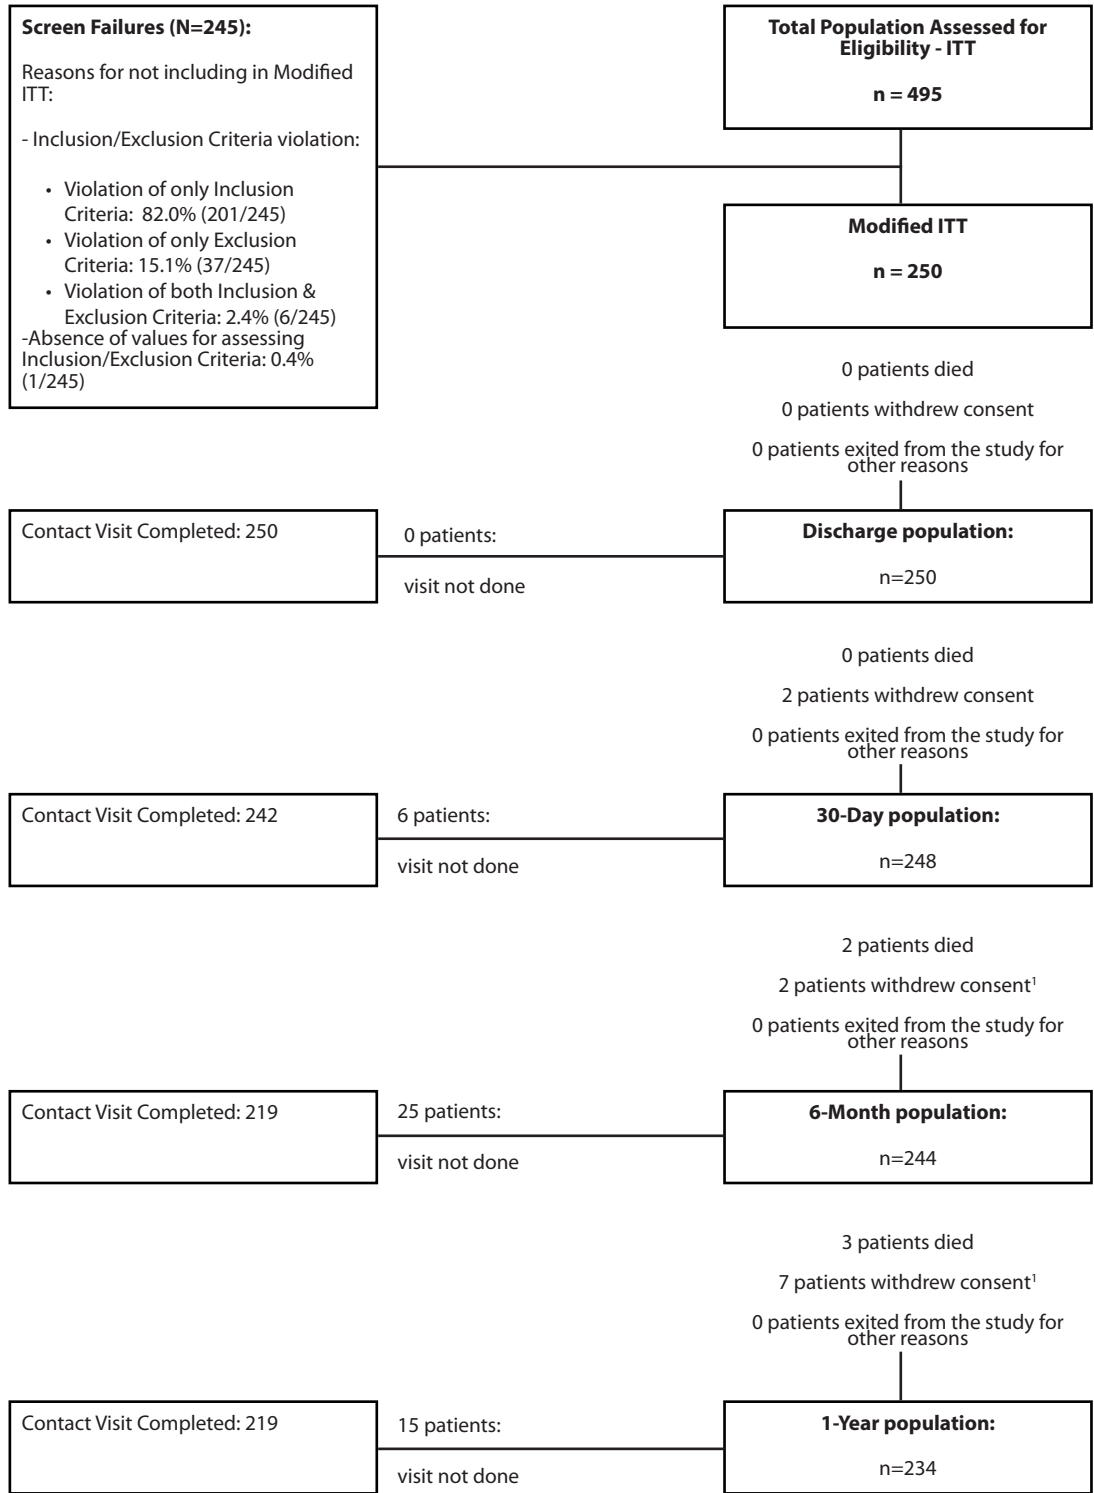 Screen Failures (N=245):
Reasons for not including in Modified
ITT:
- Inclusion/Exclusion Criteria violation:
• Violation of only Inclusion
Criteria: 82.0% (201/245)
• Violation of only Exclusion
Criteria: 15.1% (37/245)
• Violation of both Inclusion &
Exclusion Criteria: 2.4% (6/245)
-Absence of values for assessing
Inclusion/Exclusion Criteria: 0.4%
(1/245)
Total Population Assessed for
Eligibility - ITT
n = 495
Modified ITT
n = 250
0 patients died
0 patients withdrew consent
0 patients exited from the study for
other reasons
Contact Visit Completed: 250
0 patients:
visit not done
Discharge population:
n=250
0 patients died
2 patients withdrew consent
0 patients exited from the study for
other reasons
Contact Visit Completed: 242
6 patients:
visit not done
30-Day population:
n=248
2 patients died
2 patients withdrew consent¹
0 patients exited from the study for
other reasons
Contact Visit Completed: 219
25 patients:
visit not done
6-Month population:
n=244
3 patients died
7 patients withdrew consent¹
0 patients exited from the study for
other reasons
Contact Visit Completed: 219
15 patients:
visit not done
1-Year population:
n=234